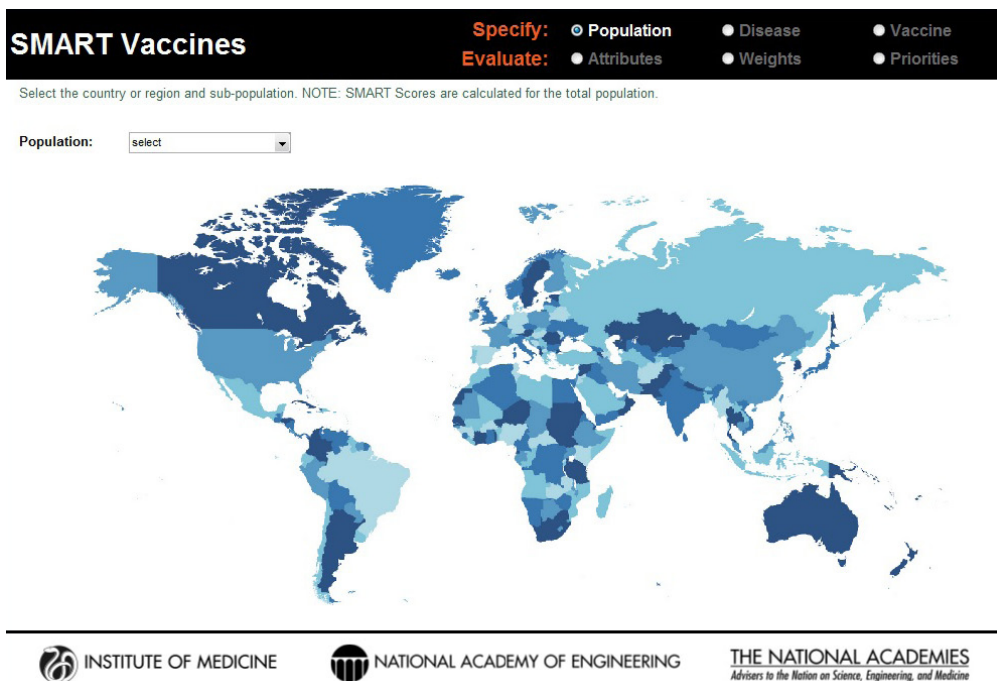 SMART Vaccines
Specify: Population Disease Vaccine
Evaluate: Attributes Weights Priorities
Select the country or region and sub-population. NOTE: SMART Scores are calculated for the total population.
Population: select
INSTITUTE OF MEDICINE
NATIONAL ACADEMY OF ENGINEERING
THE NATIONAL ACADEMIES
Advisers to the Nation on Science, Engineering, and Medicine